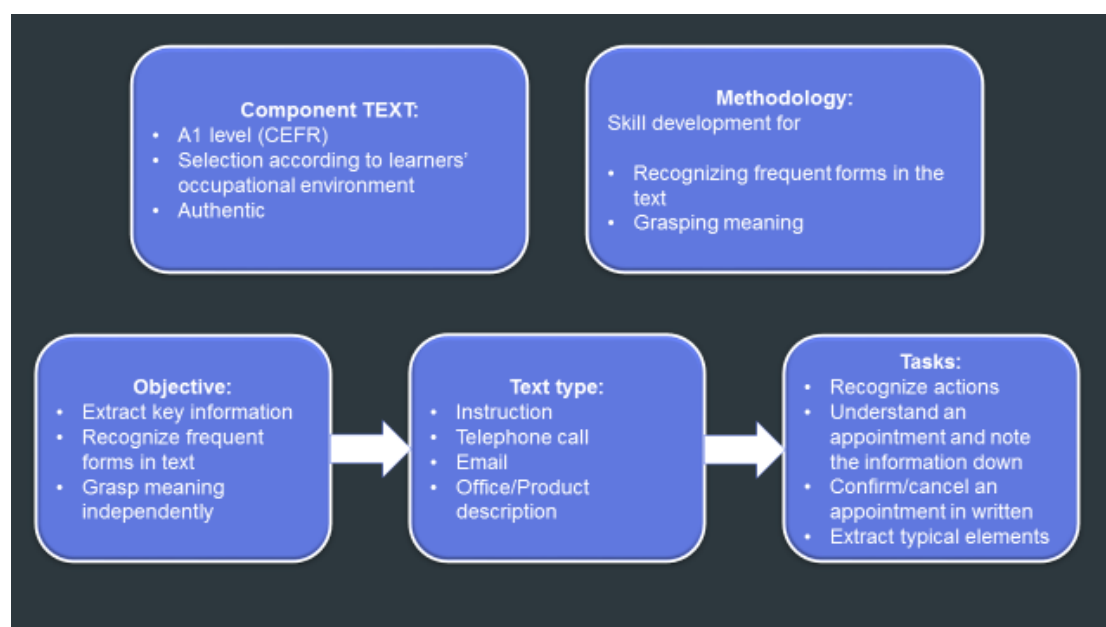 Component TEXT:
• A1 level (CEFR)
• Selection according to learners'
occupational environment
• Authentic
Methodology:
Skill development for
• Recognizing frequent forms in the
text
• Grasping meaning
Objective:
• Extract key information
• Recognize frequent
forms in text
• Grasp meaning
independently
Text type:
• Instruction
• Telephone call
• Email
• Office/Product
description
Tasks:
• Recognize actions
• Understand an
appointment and note
the information down
• Confirm/cancel an
appointment in written
• Extract typical elements